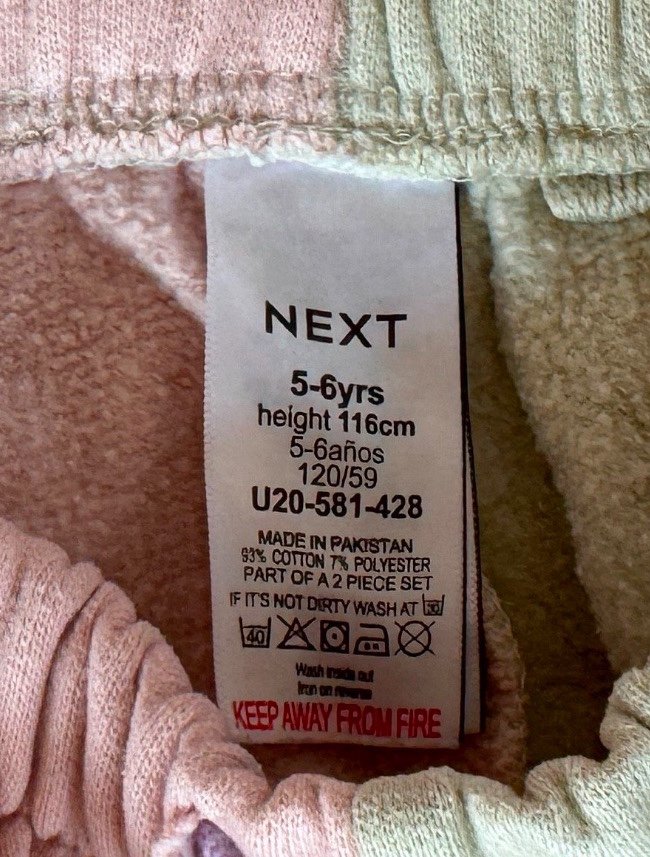 NEXT
5-6yrs
height 116cm
5-6años
120/59
U20-581-428
MADE IN PAKISTAN
93% COTTON 7% POLYESTER
PART OF A 2 PIECE SET
IF IT'S NOT DIRTY WASH AT 30
40
Wash inside out
Iron on reverse
KEEP AWAY FROM FIRE